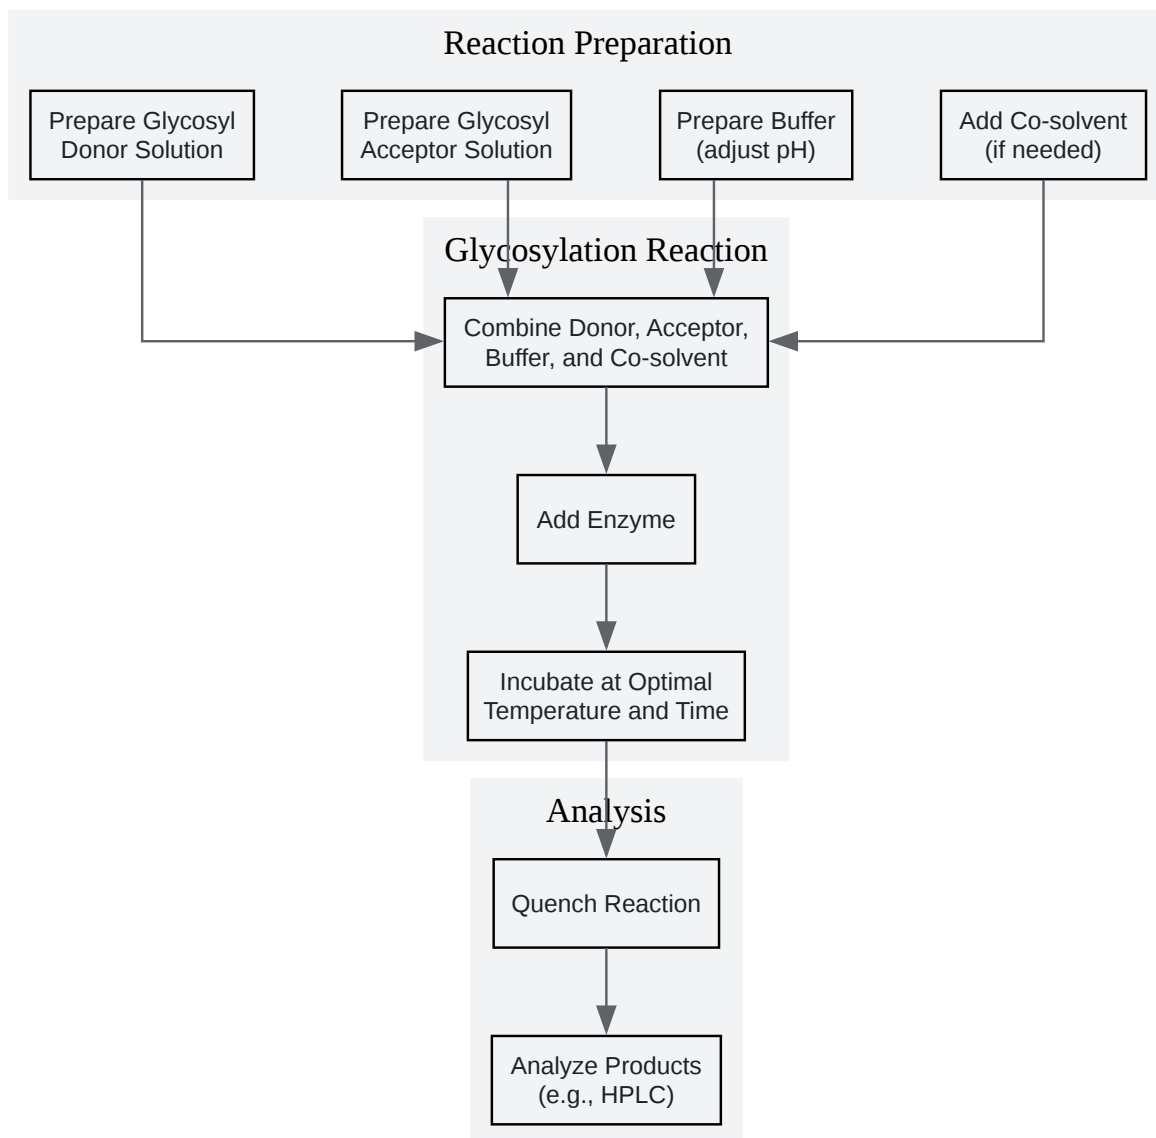 Reaction Preparation
Prepare Glycosyl
Donor Solution
Prepare Glycosyl
Acceptor Solution
Prepare Buffer
(adjust pH)
Add Co-solvent
(if needed)
Glycosylation Reaction
Combine Donor, Acceptor,
Buffer, and Co-solvent
Add Enzyme
Incubate at Optimal
Temperature and Time
Analysis
Quench Reaction
Analyze Products
(e.g., HPLC)